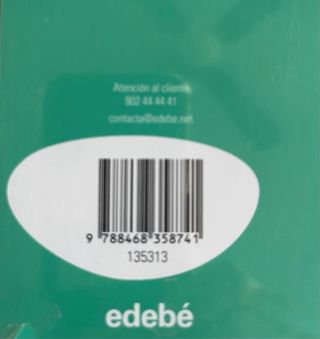 Atención al cliente
902 44 44 41
contacta@edebe.net
9 788468 358741
135313
edebé